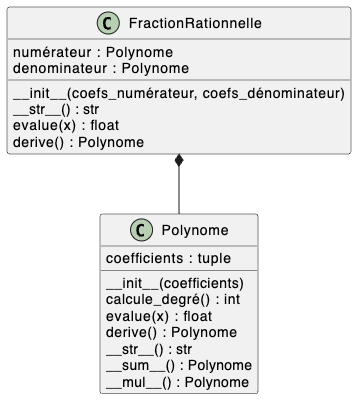 C FractionRationnelle
numérateur : Polynome
denominateur : Polynome
__init__(coefs_numérateur, coefs_dénominateur)
__str__() : str
evalue(x) : float
derive() : Polynome
C Polynome
coefficients : tuple
__init__(coefficients)
calcule_degré() : int
evalue(x) : float
derive() : Polynome
__str__() : str
__sum__() : Polynome
__mul__() : Polynome